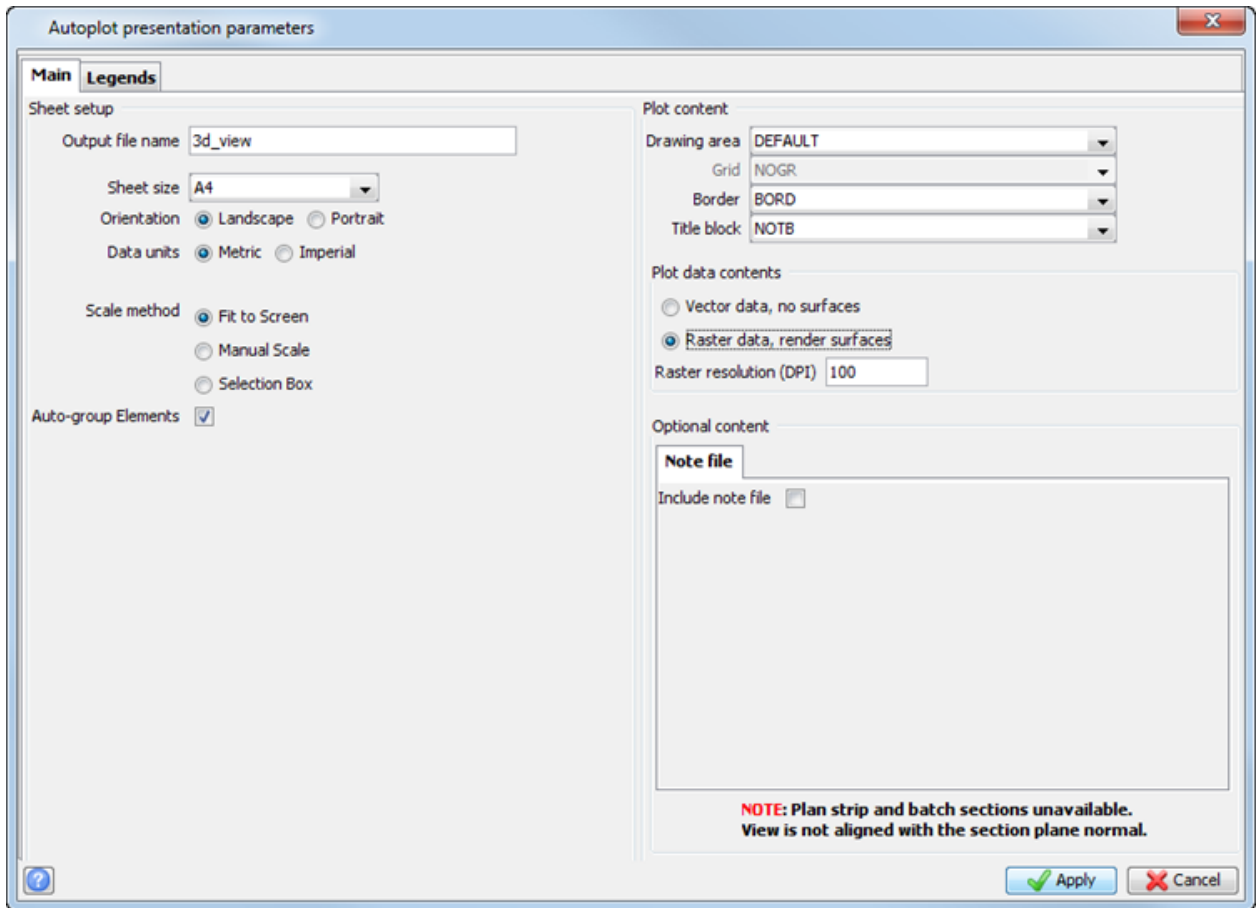 Autoplot presentation parameters
Main Legends
Sheet setup
Output file name 3d_view
Sheet size A4
Orientation Landscape Portrait
Data units Metric Imperial
Scale method Fit to Screen
Manual Scale
Selection Box
Auto-group Elements
Plot content
Drawing area DEFAULT
Grid NOGR
Border BORD
Title block NOTB
Plot data contents
Vector data, no surfaces
Raster data, render surfaces
Raster resolution (DPI) 100
Optional content
Note file
Include note file
NOTE: Plan strip and batch sections unavailable.
View is not aligned with the section plane normal.
? Apply Cancel